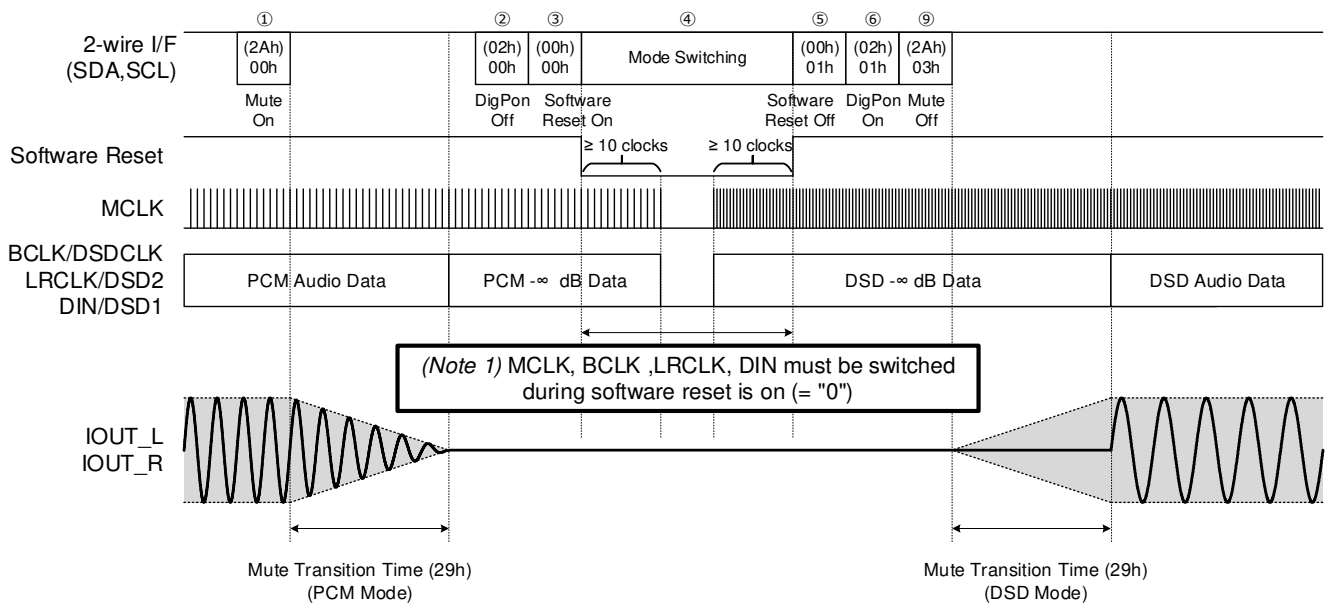 ① ② ③ ④ ⑤ ⑥ ⑨
2-wire I/F
(SDA,SCL)
(2Ah)
00h
(02h)
00h
(00h)
00h
Mode Switching
(00h)
01h
(02h)
01h
(2Ah)
03h
Mute
On
DigPon
Off
Software
Reset On
Software
Reset Off
DigPon
On
Mute
Off
Software Reset
≥ 10 clocks
≥ 10 clocks
MCLK
BCLK/DSDCLK
LRCLK/DSD2
DIN/DSD1
PCM Audio Data
PCM -∞ dB Data
DSD -∞ dB Data
DSD Audio Data
(Note 1) MCLK, BCLK ,LRCLK, DIN must be switched
during software reset is on (= "0")
IOUT_L
IOUT_R
Mute Transition Time (29h)
(PCM Mode)
Mute Transition Time (29h)
(DSD Mode)